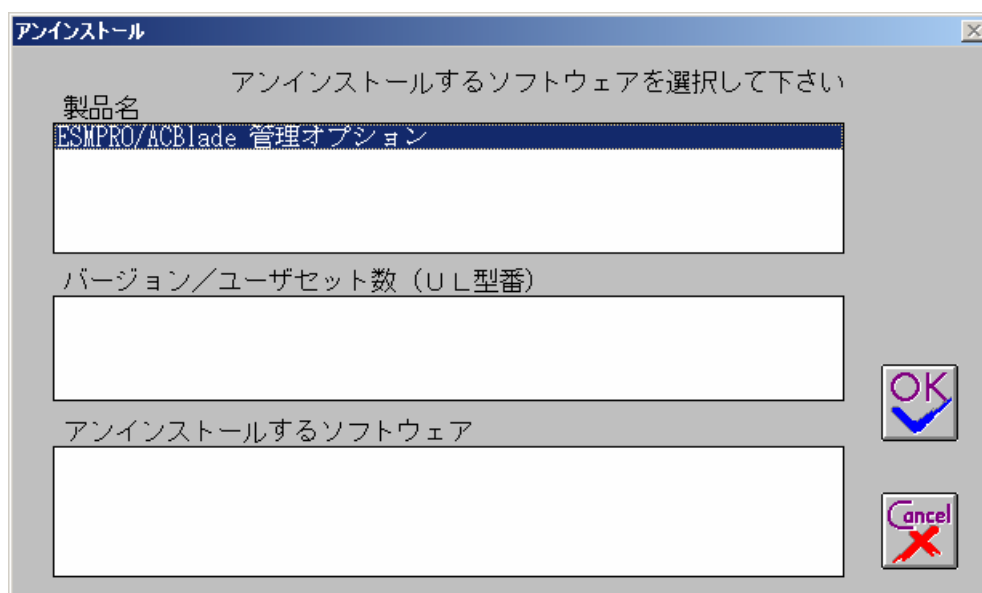 アンインストール
アンインストールするソフトウェアを選択して下さい
製品名
ESMPRO/ACBlade 管理オプション
バージョン／ユーザセット数（ＵＬ型番）
OK
アンインストールするソフトウェア
Cancel